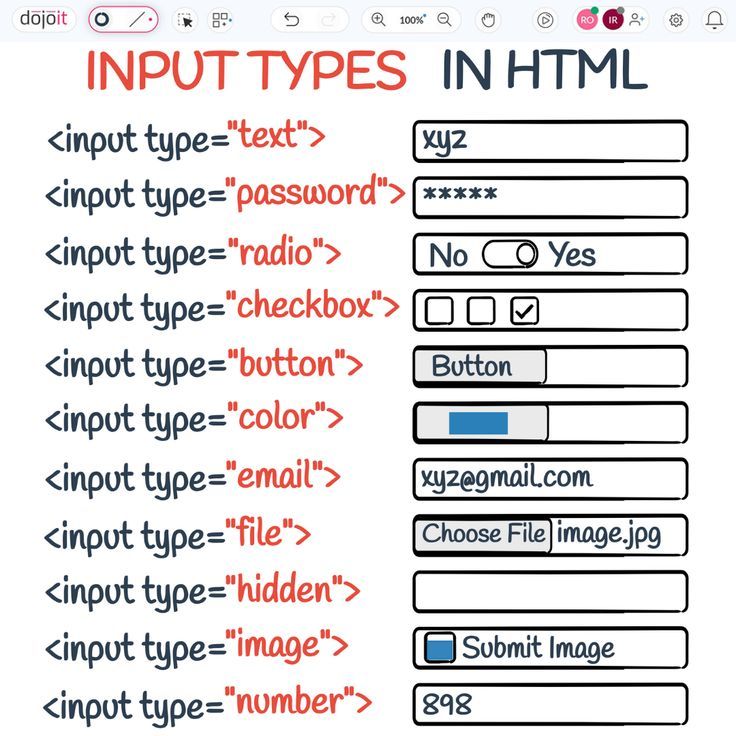 dojoit
100%
RO IR
INPUT TYPES IN HTML
<input type="text"> xyz
<input type="password"> *****
<input type="radio"> No Yes
<input type="checkbox">
<input type="button"> Button
<input type="color">
<input type="email"> xyz@gmail.com
<input type="file"> Choose File image.jpg
<input type="hidden">
<input type="image"> Submit Image
<input type="number"> 898